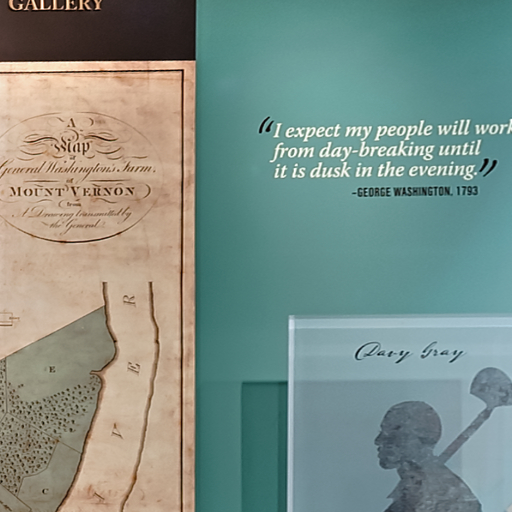 GALLERY
A
Map
of
General Washington's Farm,
of
MOUNT VERNON
from
A Drawing transmitted by
the General.
R
E
I
E
C
“I expect my people will work
from day-breaking until
it is dusk in the evening.”
-GEORGE WASHINGTON, 1793
Davy Gray